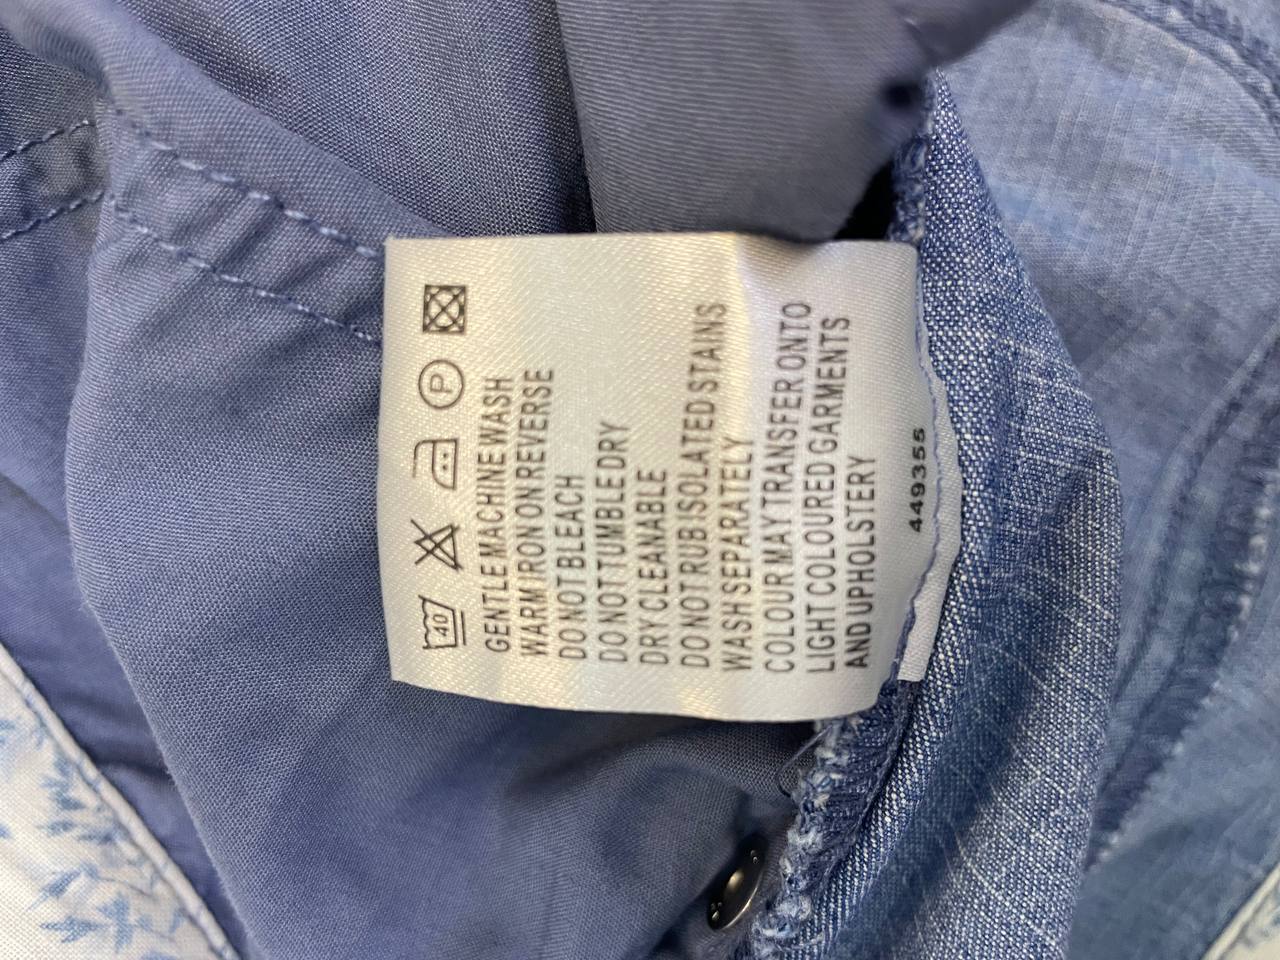 40
P
GENTLE MACHINE WASH
WARM IRON ON REVERSE
DO NOT BLEACH
DO NOT TUMBLE DRY
DRY CLEANABLE
DO NOT RUB ISOLATED STAINS
WASH SEPARATELY
COLOUR MAY TRANSFER ONTO
LIGHT COLOURED GARMENTS
AND UPHOLSTERY
449355